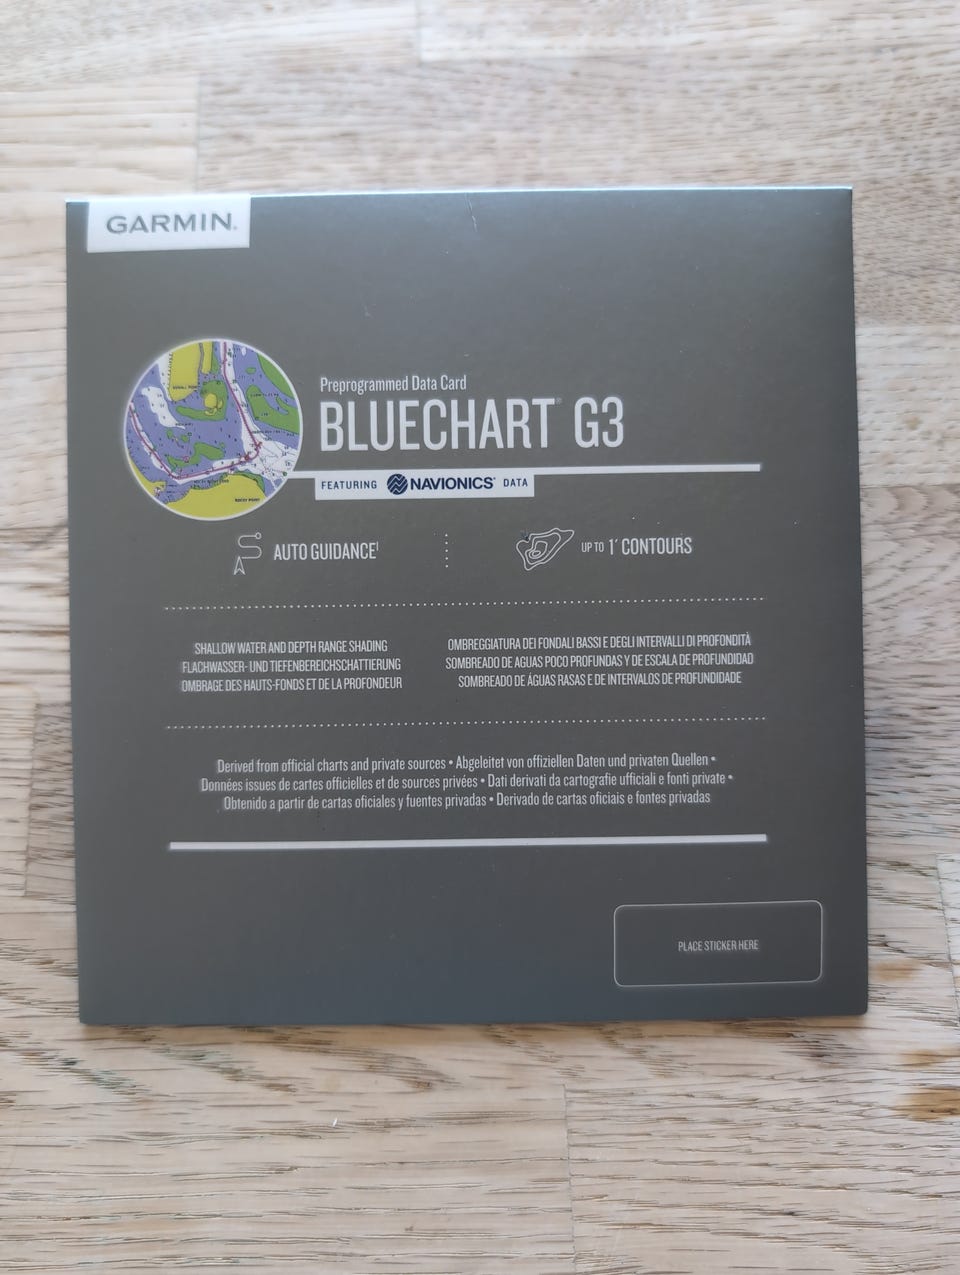 GARMIN.
Preprogrammed Data Card
BLUECHART® G3
FEATURING NAVIONICS® DATA
AUTO GUIDANCE¹
UP TO 1' CONTOURS
SHALLOW WATER AND DEPTH RANGE SHADING
FLACHWASSER- UND TIEFENBEREICHSCHATTIERUNG
OMBRAGE DES HAUTS-FONDS ET DE LA PROFONDEUR
OMBREGGIATURA DEI FONDALI BASSI E DEGLI INTERVALLI DI PROFONDITÀ
SOMBREADO DE AGUAS POCO PROFUNDAS Y DE ESCALA DE PROFUNDIDAD
SOMBREADO DE ÁGUAS RASAS E DE INTERVALOS DE PROFUNDIDADE
Derived from official charts and private sources • Abgeleitet von offiziellen Daten und privaten Quellen •
Données issues de cartes officielles et de sources privées • Dati derivati da cartografie ufficiali e fonti private •
Obtenido a partir de cartas oficiales y fuentes privadas • Derivado de cartas oficiais e fontes privadas
PLACE STICKER HERE